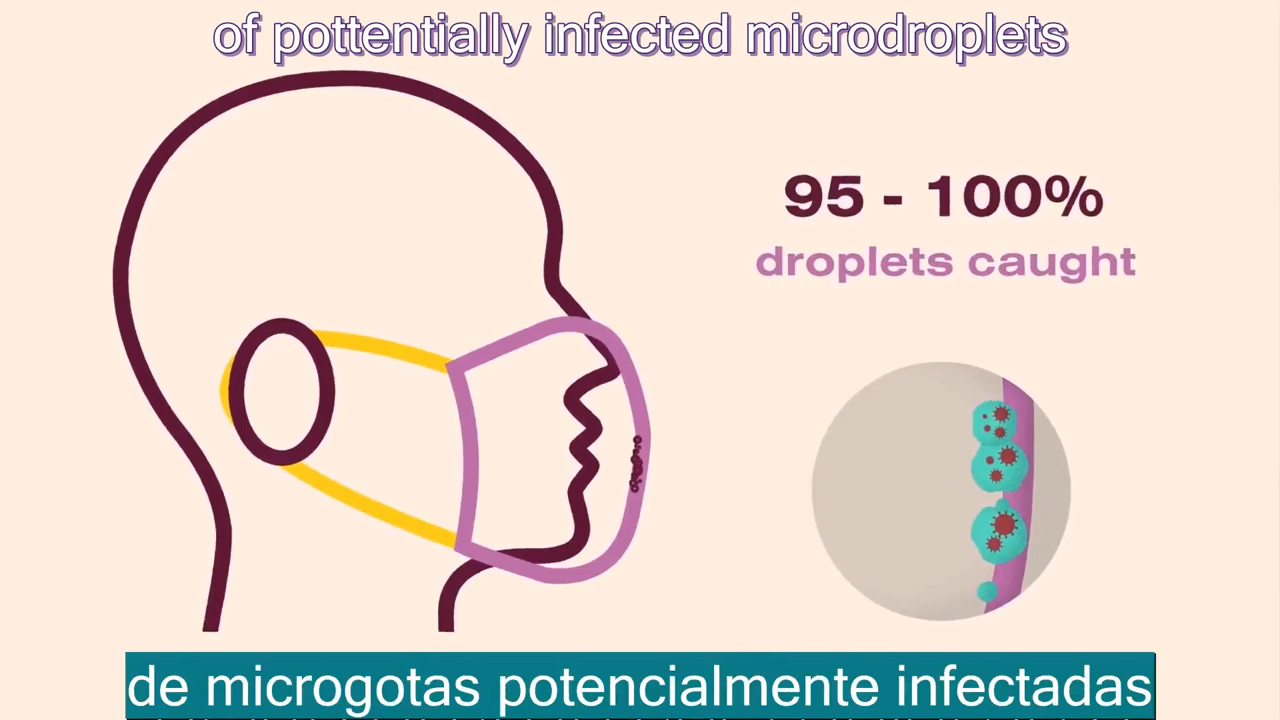 of pottentially infected microdroplets
95 - 100%
droplets caught
de microgotas potencialmente infectadas